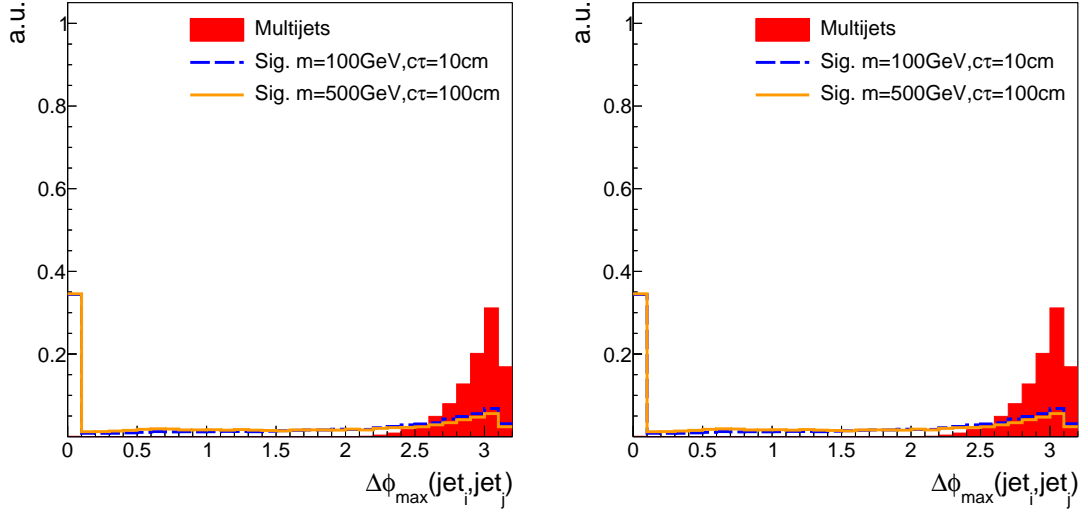 a.u.
1
0.8
0.6
0.4
0.2
Multijets
Sig. m=100GeV,cτ=10cm
Sig. m=500GeV,cτ=100cm
0 0.5 1 1.5 2 2.5 3
Δϕmax(jeti,jetj)
a.u.
1
0.8
0.6
0.4
0.2
Multijets
Sig. m=100GeV,cτ=10cm
Sig. m=500GeV,cτ=100cm
0 0.5 1 1.5 2 2.5 3
Δϕmax(jeti,jetj)